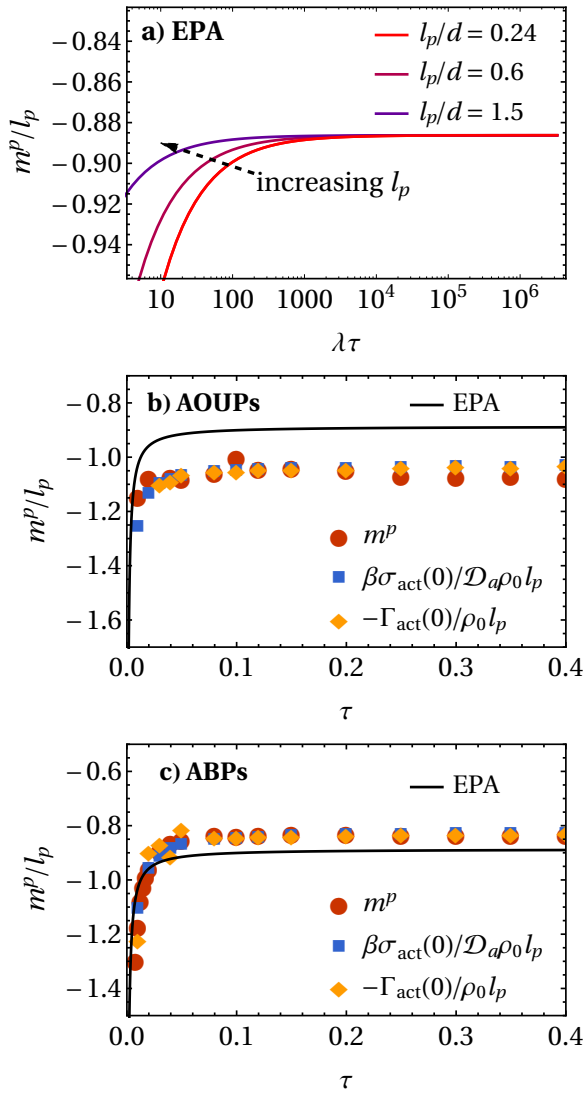 a) EPA
l_p/d = 0.24
l_p/d = 0.6
l_p/d = 1.5
increasing l_p
−0.84
−0.86
−0.88
−0.90
−0.92
−0.94
m^p/l_p
10 100 1000 10^4 10^5 10^6
λτ
b) AOUPs
EPA
m^p
βσ_act(0)/𝒟_aρ_0l_p
−Γ_act(0)/ρ_0l_p
−0.8
−1.0
−1.2
−1.4
−1.6
m^p/l_p
0.0 0.1 0.2 0.3 0.4
τ
c) ABPs
EPA
m^p
βσ_act(0)/𝒟_aρ_0l_p
−Γ_act(0)/ρ_0l_p
−0.6
−0.8
−1.0
−1.2
−1.4
m^p/l_p
0.0 0.1 0.2 0.3 0.4
τ